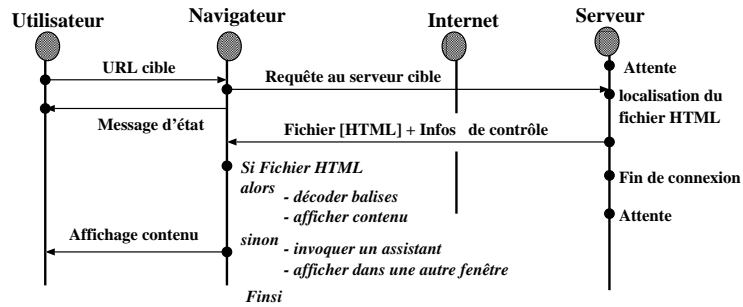 Utilisateur
Navigateur
Internet
Serveur
URL cible
Requête au serveur cible
Attente
localisation du
fichier HTML
Message d'état
Fichier [HTML] + Infos de contrôle
Si Fichier HTML
alors
- décoder balises
- afficher contenu
Fin de connexion
Attente
Affichage contenu
sinon
- invoquer un assistant
- afficher dans une autre fenêtre
Finsi